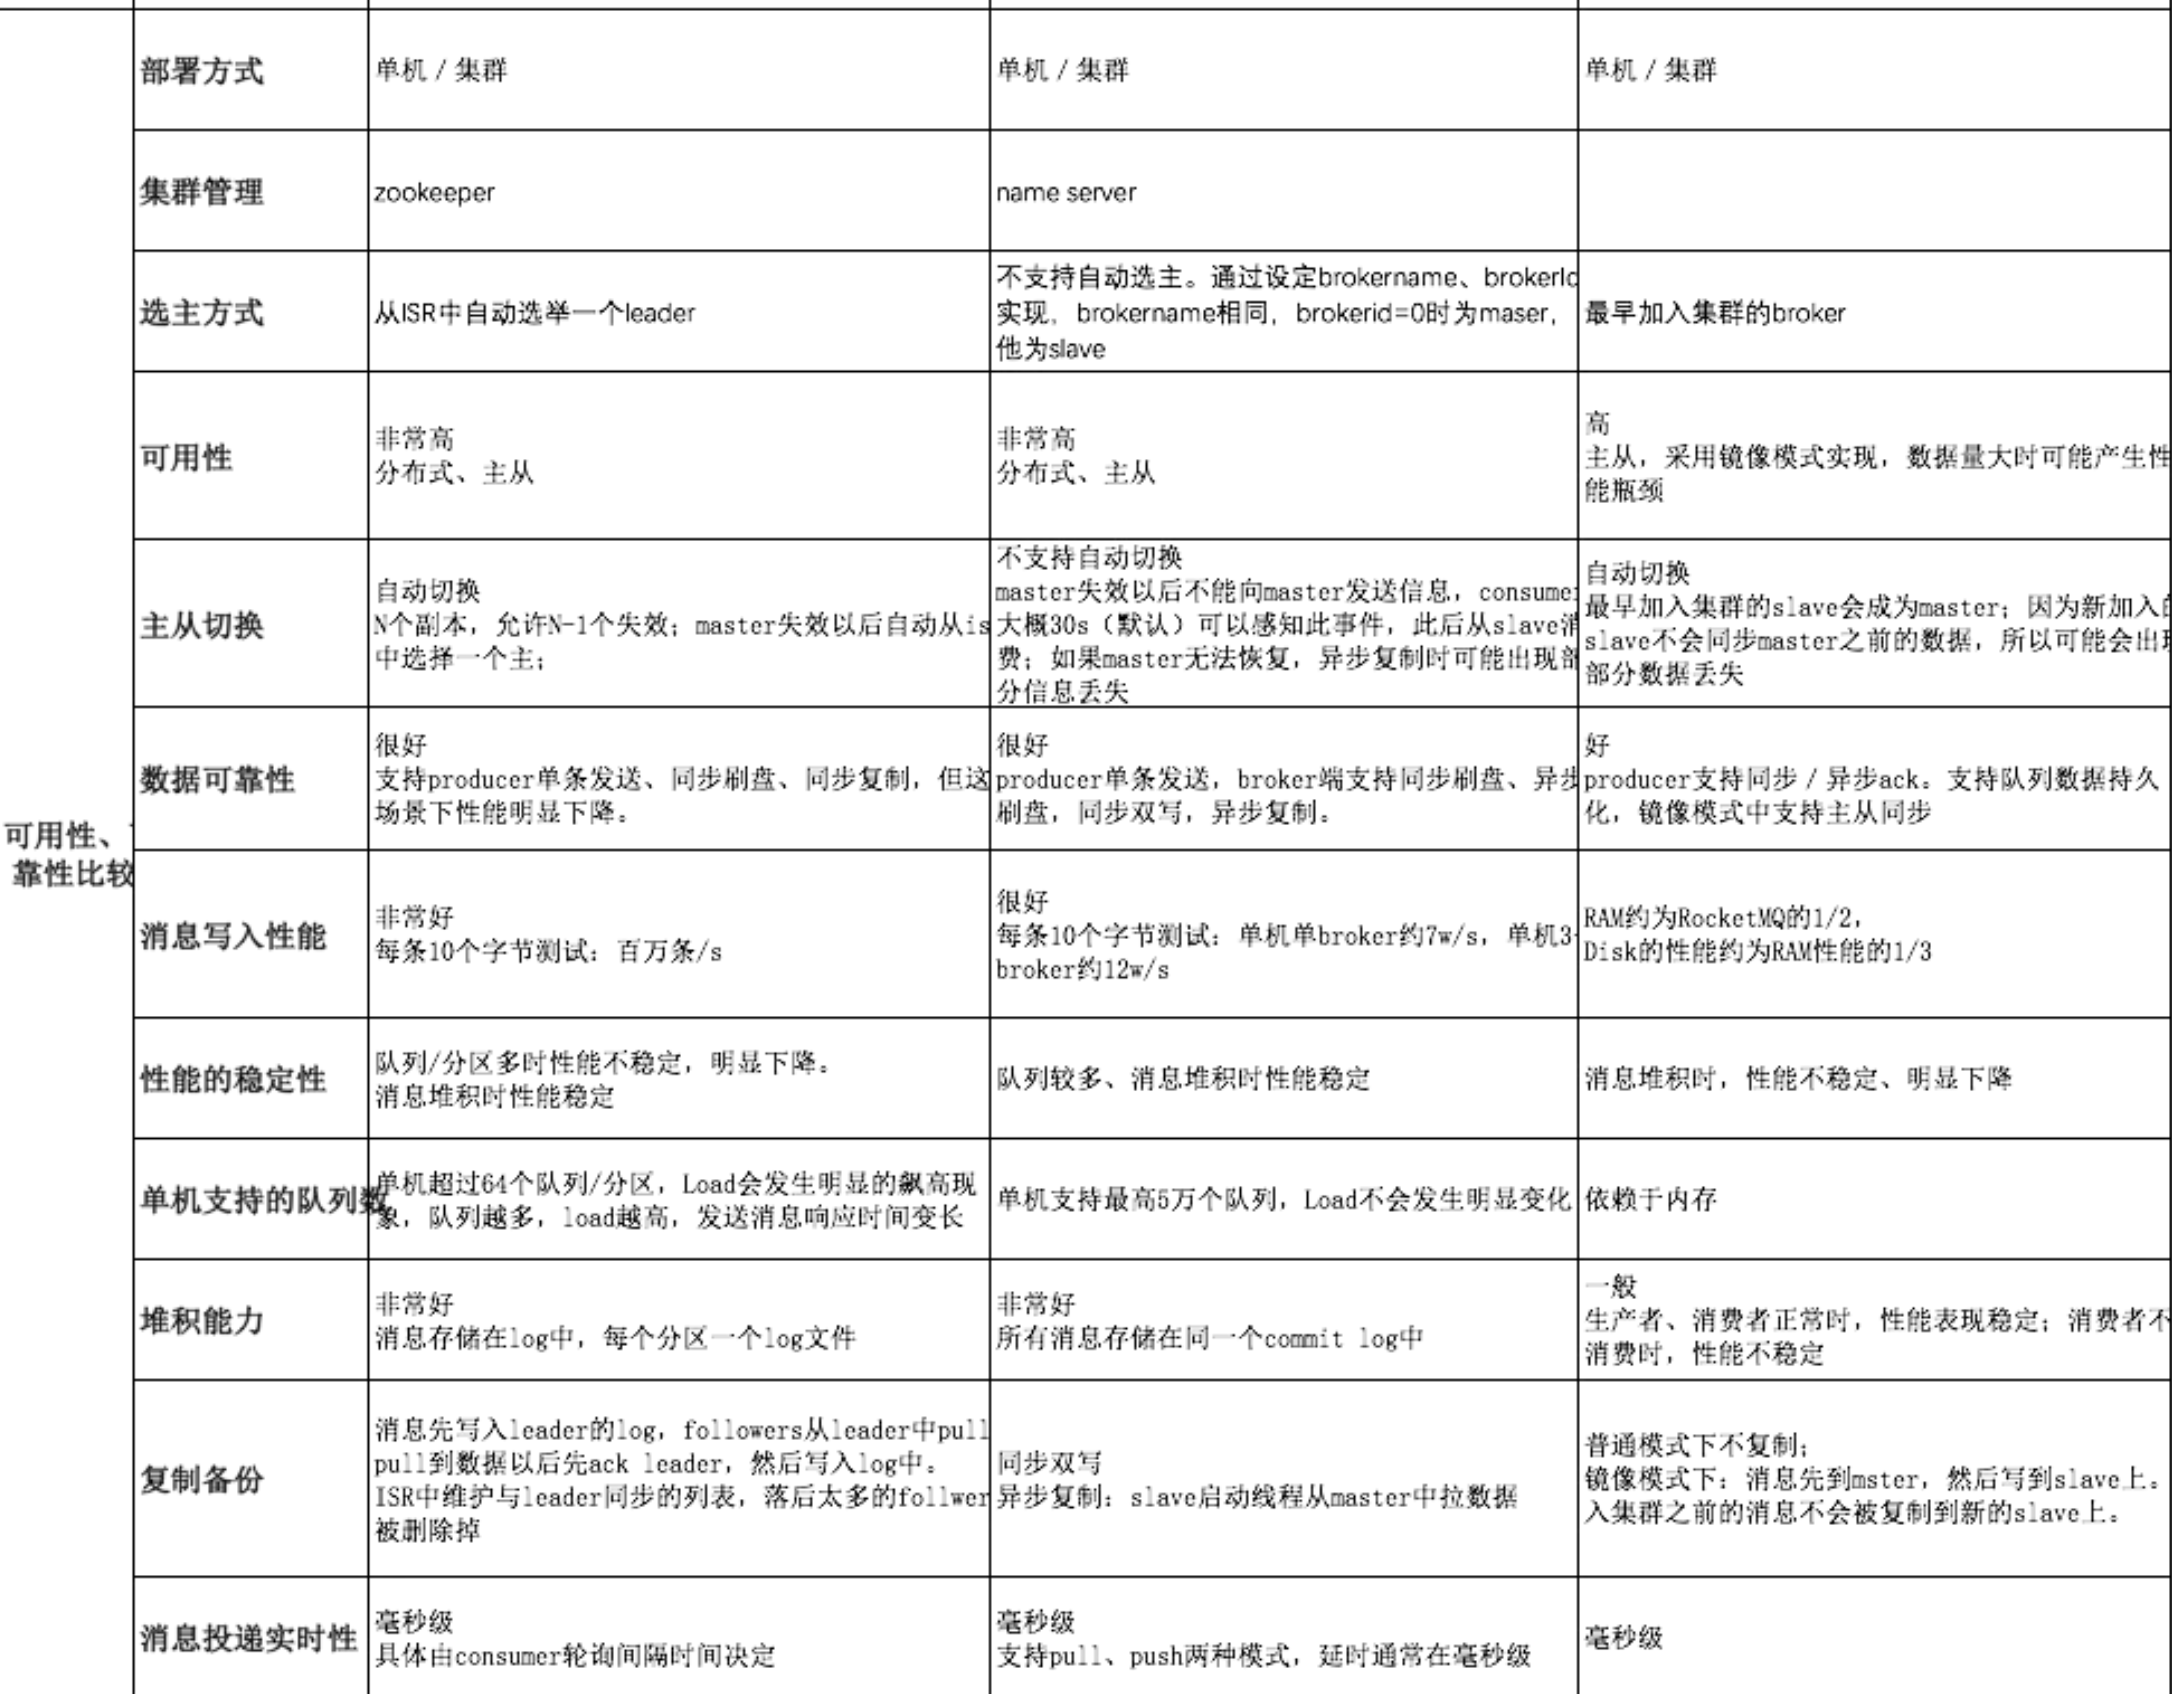 部署方式
单机 / 集群
单机 / 集群
单机 / 集群
集群管理
zookeeper
name server
选主方式
从ISR中自动选举一个leader
不支持自动选主。通过设定brokername、brokerId
实现，brokername相同，brokerid=0时为maser，
他为slave
最早加入集群的broker
可用性
非常高
分布式、主从
非常高
分布式、主从
高
主从，采用镜像模式实现，数据量大时可能产生性
能瓶颈
主从切换
自动切换
N个副本，允许N-1个失效；master失效以后自动从is
中选择一个主；
不支持自动切换
master失效以后不能向master发送信息，consumer
大概30s（默认）可以感知此事件，此后从slave消
费；如果master无法恢复，异步复制时可能出现部
分信息丢失
自动切换
最早加入集群的slave会成为master；因为新加入的
slave不会同步master之前的数据，所以可能会出现
部分数据丢失
数据可靠性
很好
支持producer单条发送、同步刷盘、同步复制，但这
场景下性能明显下降。
很好
producer单条发送，broker端支持同步刷盘、异步
刷盘，同步双写，异步复制。
好
producer支持同步 / 异步ack。支持队列数据持久
化，镜像模式中支持主从同步
可用性、
靠性比较
消息写入性能
非常好
每条10个字节测试：百万条/s
很好
每条10个字节测试：单机单broker约7w/s，单机3
broker约12w/s
RAM约为RocketMQ的1/2，
Disk的性能约为RAM性能的1/3
性能的稳定性
队列/分区多时性能不稳定，明显下降。
消息堆积时性能稳定
队列较多、消息堆积时性能稳定
消息堆积时，性能不稳定、明显下降
单机支持的队列数
单机超过64个队列/分区，Load会发生明显的飙高现
象，队列越多，load越高，发送消息响应时间变长
单机支持最高5万个队列，Load不会发生明显变化
依赖于内存
堆积能力
非常好
消息存储在log中，每个分区一个log文件
非常好
所有消息存储在同一个commit log中
一般
生产者、消费者正常时，性能表现稳定；消费者不
消费时，性能不稳定
复制备份
消息先写入leader的log，followers从leader中pull
pull到数据以后先ack leader，然后写入log中。
ISR中维护与leader同步的列表，落后太多的follwer
被删除掉
同步双写
异步复制：slave启动线程从master中拉数据
普通模式下不复制；
镜像模式下：消息先到mster，然后写到slave上。
入集群之前的消息不会被复制到新的slave上。
消息投递实时性
毫秒级
具体由consumer轮询间隔时间决定
毫秒级
支持pull、push两种模式，延时通常在毫秒级
毫秒级